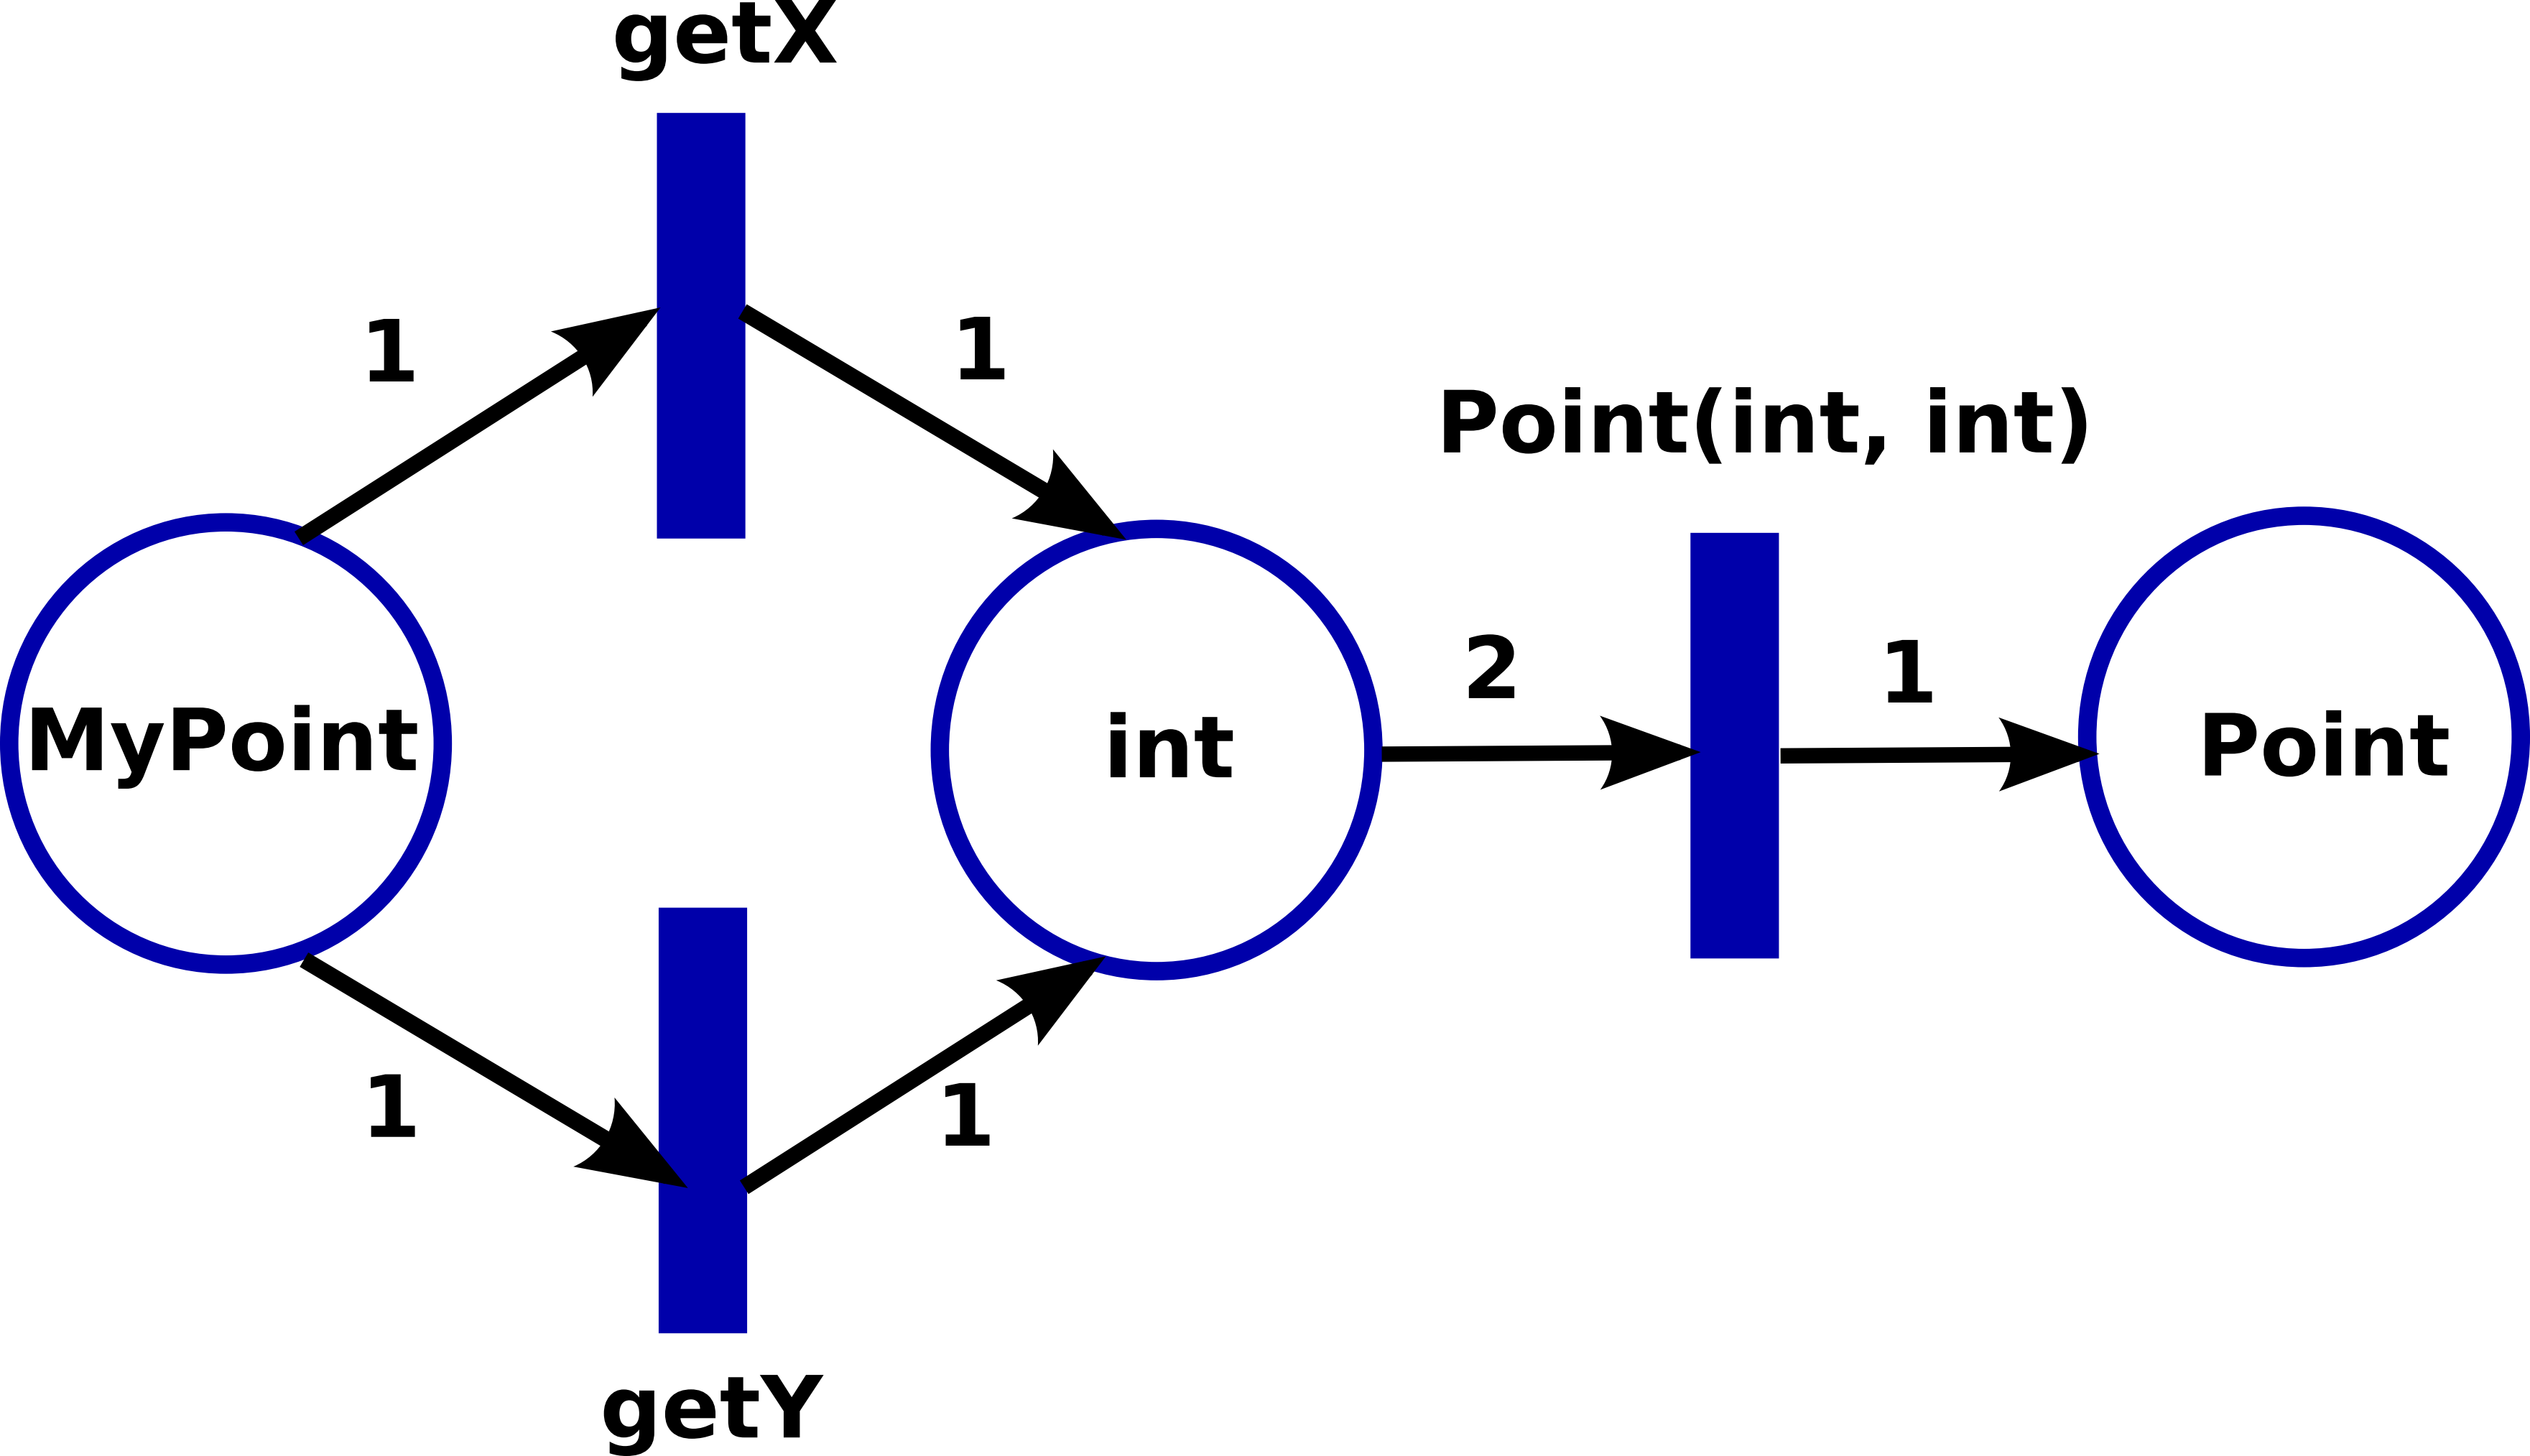 getX
1
1
Point(int, int)
2
1
MyPoint
int
Point
1
1
getY